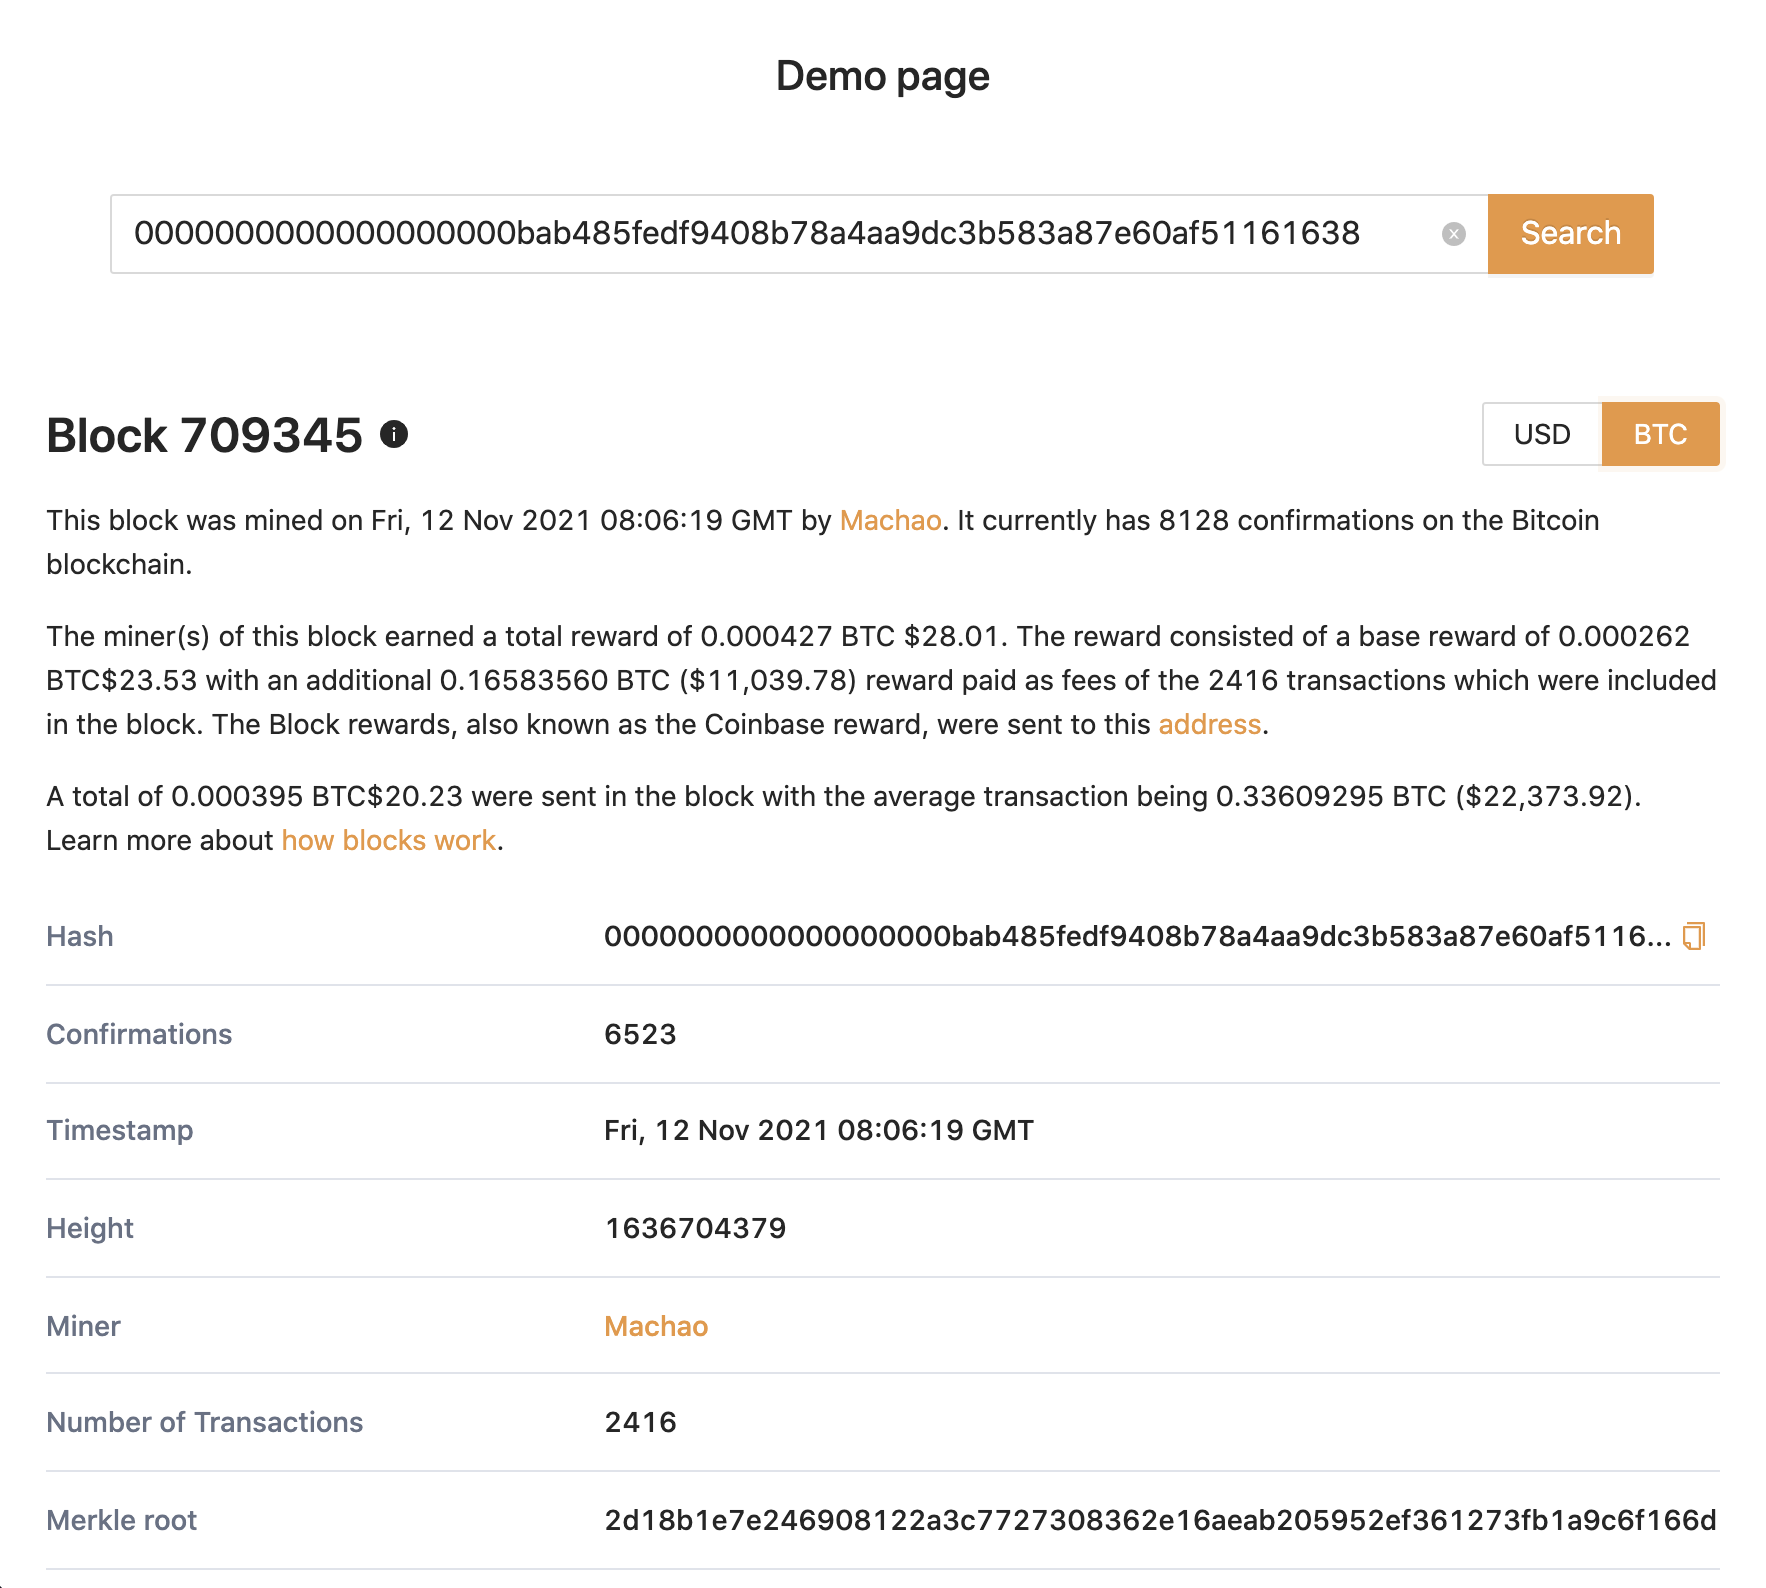 Demo page
0000000000000000000bab485fedf9408b78a4aa9dc3b583a87e60af51161638
Search
Block 709345
USD
BTC
This block was mined on Fri, 12 Nov 2021 08:06:19 GMT by Machao. It currently has 8128 confirmations on the Bitcoin
blockchain.
The miner(s) of this block earned a total reward of 0.000427 BTC $28.01. The reward consisted of a base reward of 0.000262
BTC$23.53 with an additional 0.16583560 BTC ($11,039.78) reward paid as fees of the 2416 transactions which were included
in the block. The Block rewards, also known as the Coinbase reward, were sent to this address.
A total of 0.000395 BTC$20.23 were sent in the block with the average transaction being 0.33609295 BTC ($22,373.92).
Learn more about how blocks work.
Hash 0000000000000000000bab485fedf9408b78a4aa9dc3b583a87e60af5116...
Confirmations 6523
Timestamp Fri, 12 Nov 2021 08:06:19 GMT
Height 1636704379
Miner Machao
Number of Transactions 2416
Merkle root 2d18b1e7e246908122a3c7727308362e16aeab205952ef361273fb1a9c6f166d